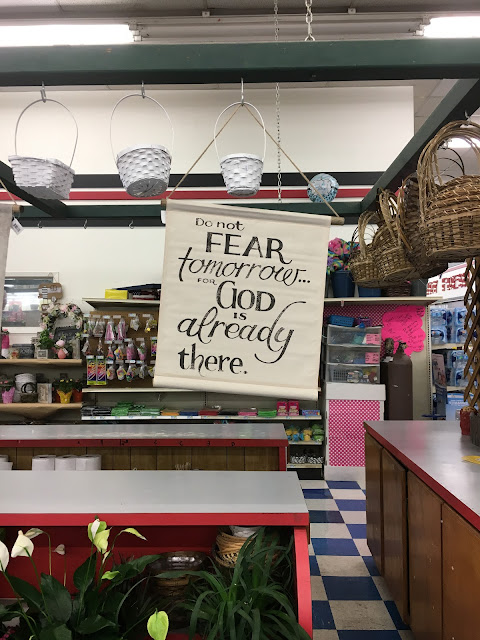 Do not
FEAR
tomorrow...
FOR GOD
is
already
there.